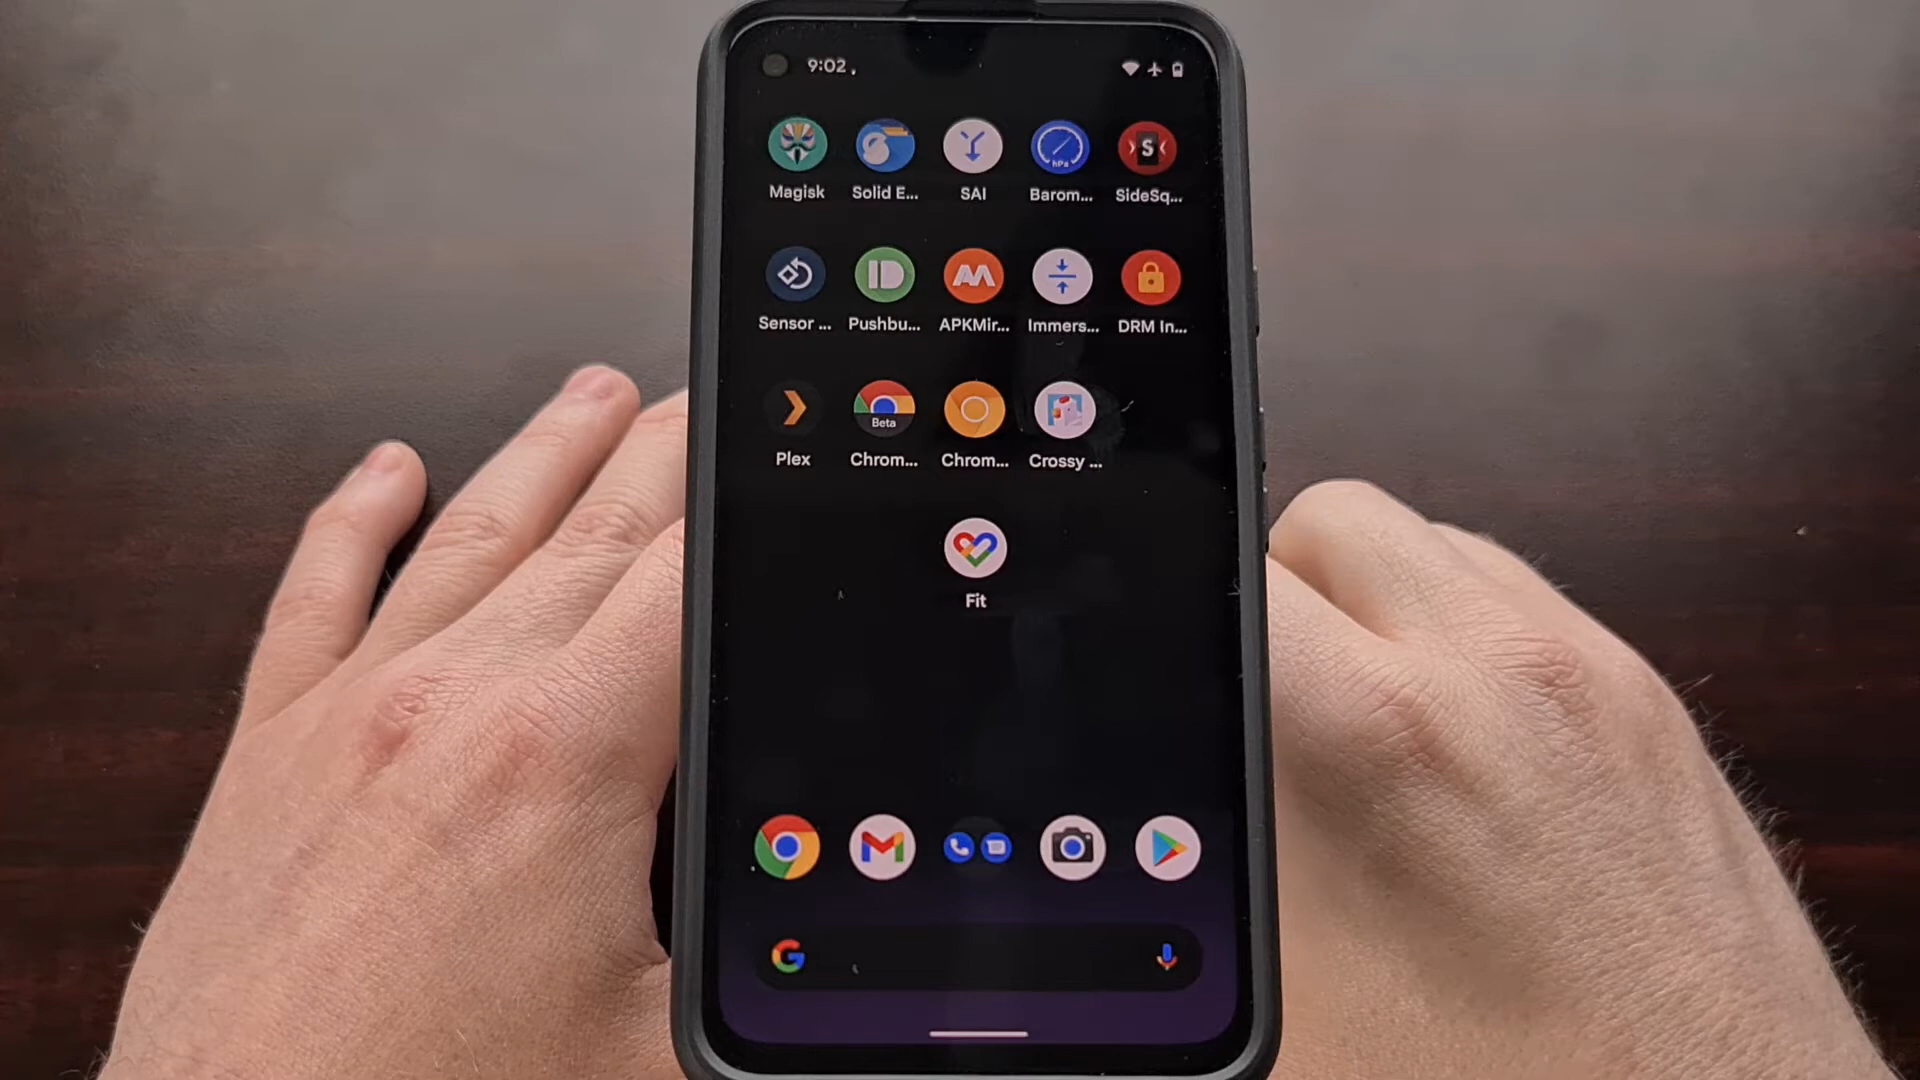 9:02
Magisk Solid E... SAI Barom... SideSq...
hPa
S
Sensor ... Pushbu... APKMir... Immers... DRM In...
Beta
Plex Chrom... Chrom... Crossy ...
Fit